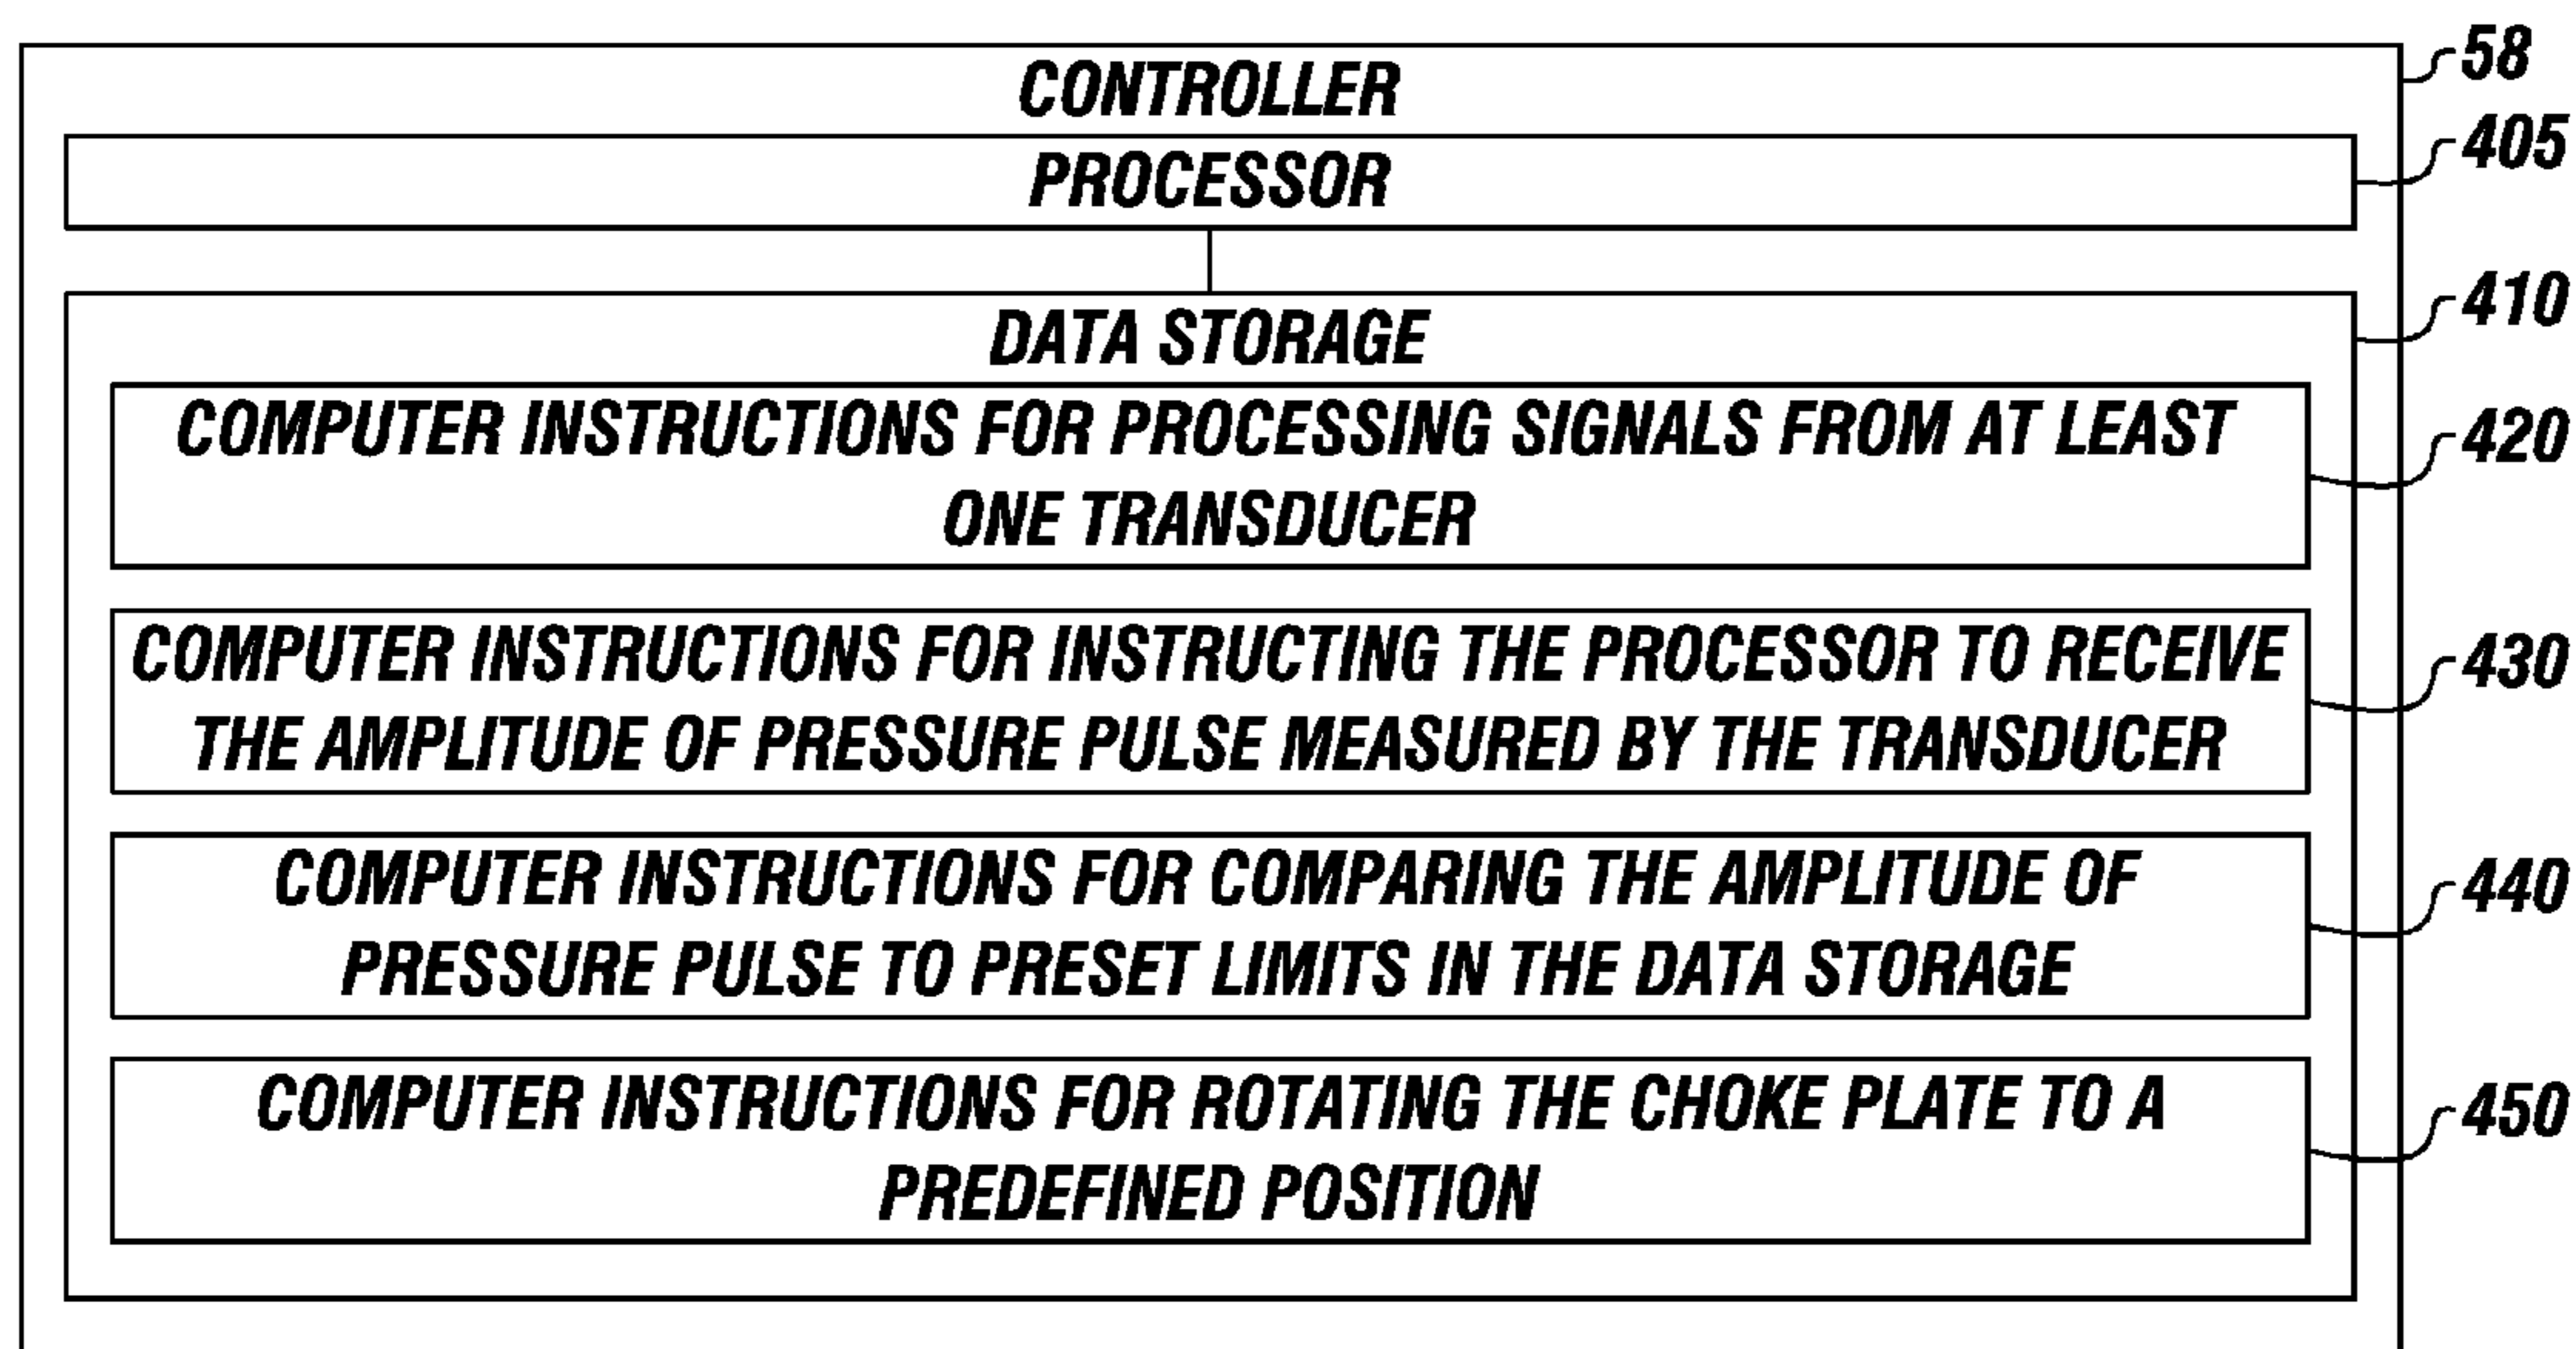 CONTROLLER
58
PROCESSOR
405
DATA STORAGE
410
COMPUTER INSTRUCTIONS FOR PROCESSING SIGNALS FROM AT LEAST
ONE TRANSDUCER
420
COMPUTER INSTRUCTIONS FOR INSTRUCTING THE PROCESSOR TO RECEIVE
THE AMPLITUDE OF PRESSURE PULSE MEASURED BY THE TRANSDUCER
430
COMPUTER INSTRUCTIONS FOR COMPARING THE AMPLITUDE OF
PRESSURE PULSE TO PRESET LIMITS IN THE DATA STORAGE
440
COMPUTER INSTRUCTIONS FOR ROTATING THE CHOKE PLATE TO A
PREDEFINED POSITION
450